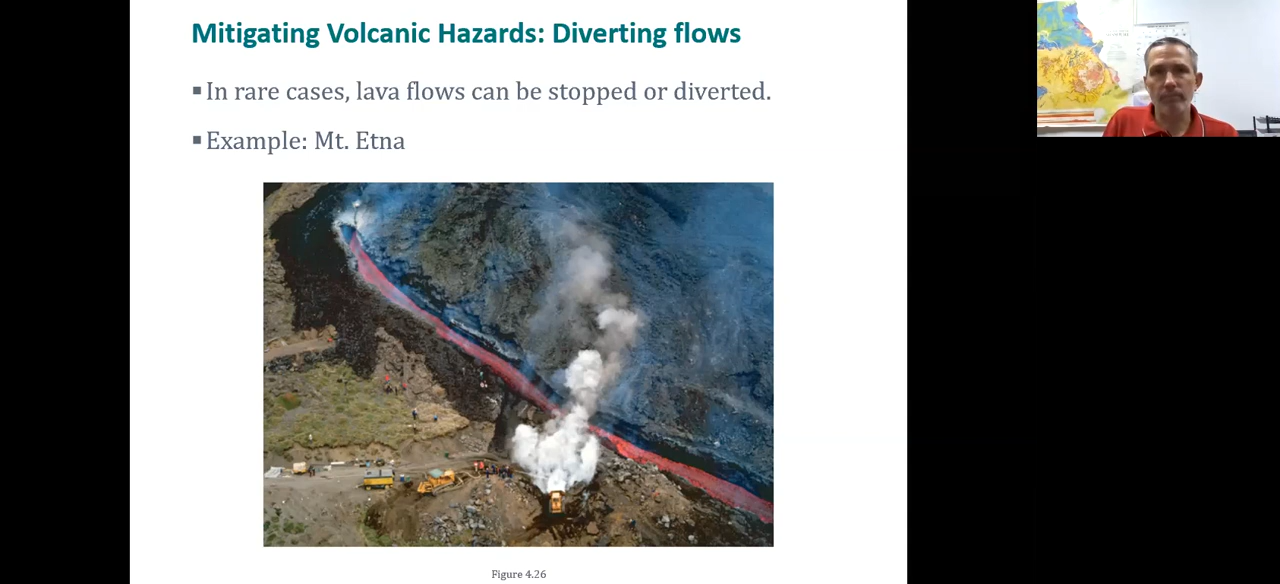 Mitigating Volcanic Hazards: Diverting flows
▪ In rare cases, lava flows can be stopped or diverted.
▪ Example: Mt. Etna
Figure 4.26